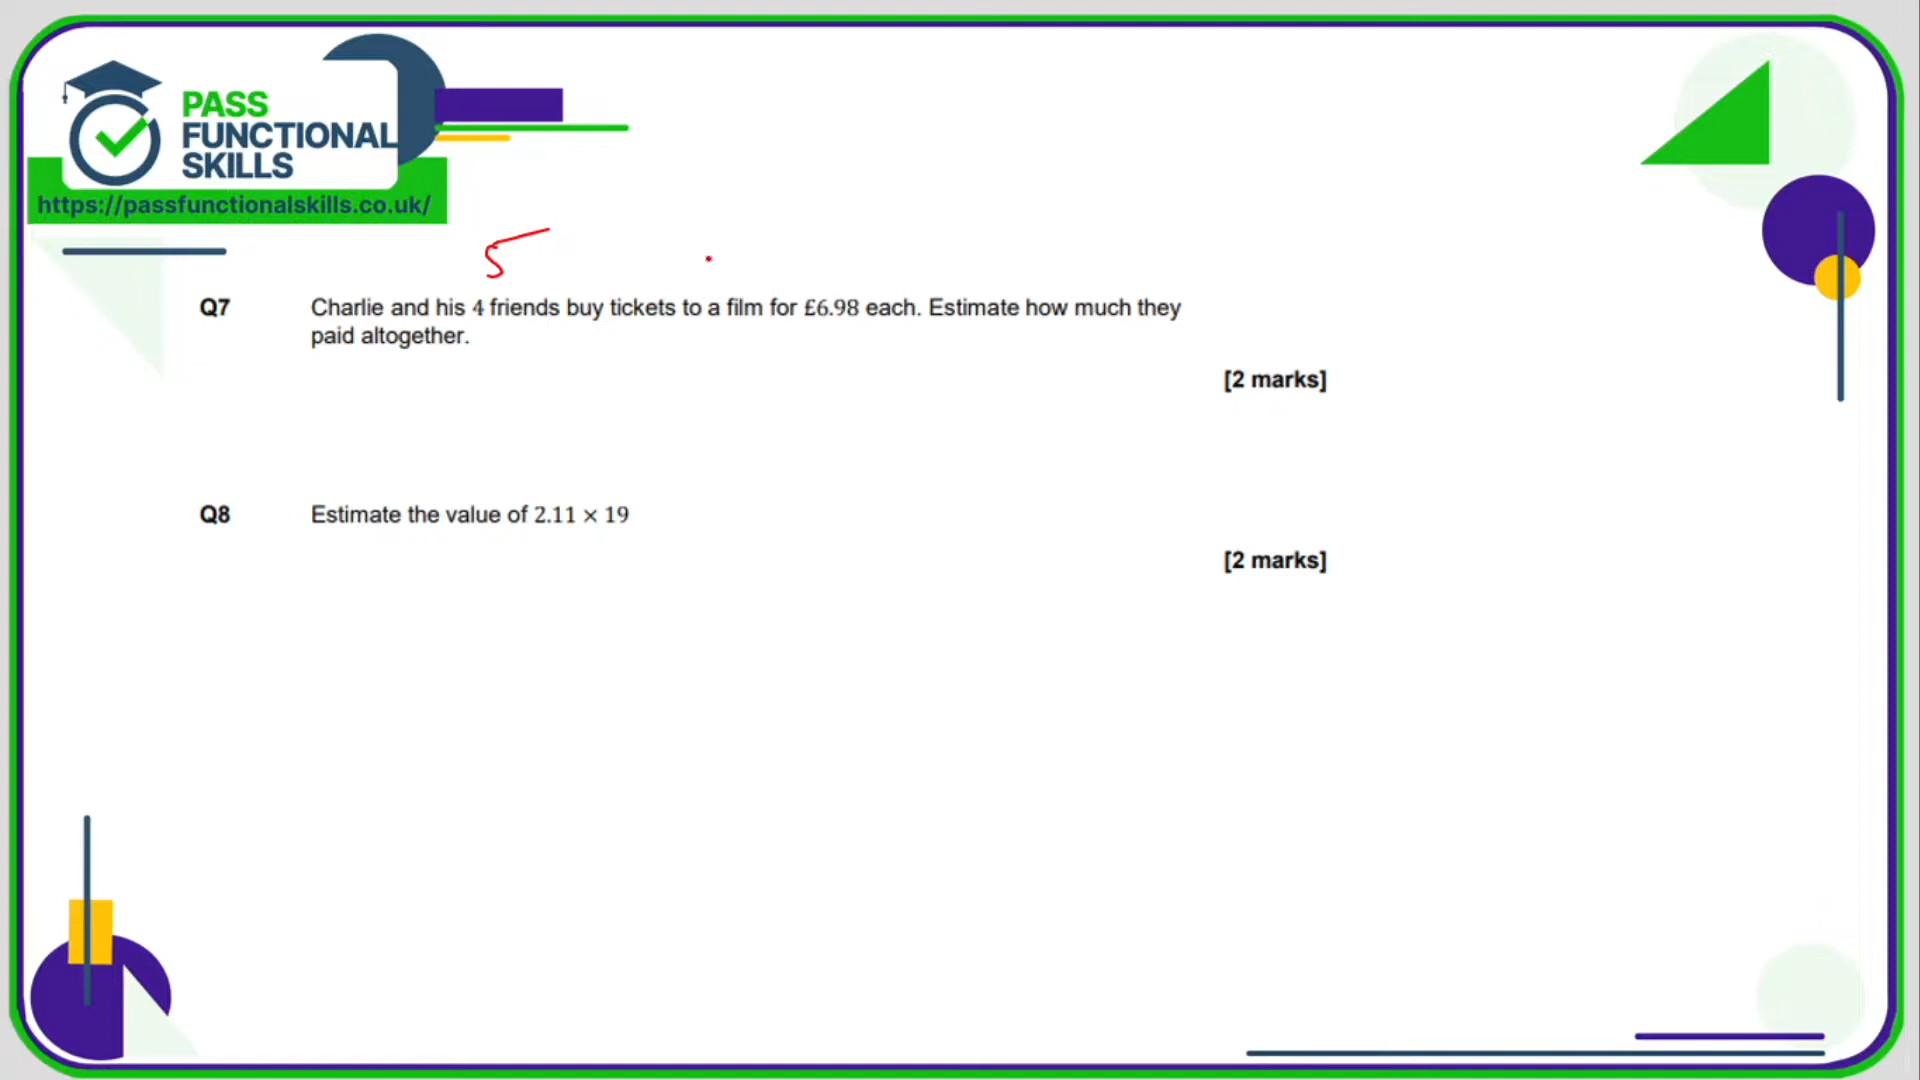 PASS
FUNCTIONAL
SKILLS
https://passfunctionalskills.co.uk/
5
Q7 Charlie and his 4 friends buy tickets to a film for £6.98 each. Estimate how much they
paid altogether.
[2 marks]
Q8 Estimate the value of 2.11 × 19
[2 marks]